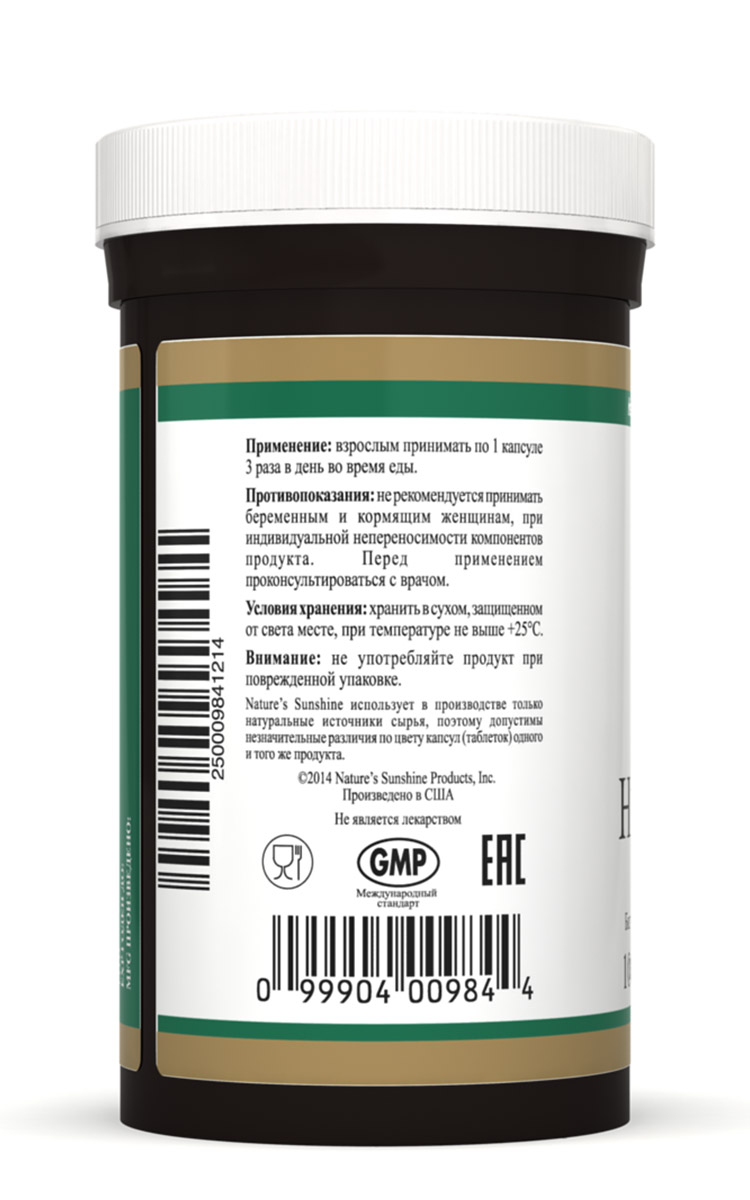 Применение: взрослым принимать по 1 капсуле
3 раза в день во время еды.
Противопоказания: не рекомендуется принимать
беременным и кормящим женщинам, при
индивидуальной непереносимости компонентов
продукта. Перед применением
проконсультироваться с врачом.
Условия хранения: хранить в сухом, защищенном
от света месте, при температуре не выше +25°C.
Внимание: не употребляйте продукт при
поврежденной упаковке.
Nature's Sunshine использует в производстве только
натуральные источники сырья, поэтому допустимы
незначительные различия по цвету капсул (таблеток) одного
и того же продукта.
©2014 Nature's Sunshine Products, Inc.
Произведено в США
Не является лекарством
GMP
Международный
стандарт
EAC
0 99904 00984 4
250009841214
MFG ПРОИЗВЕДЕНО: